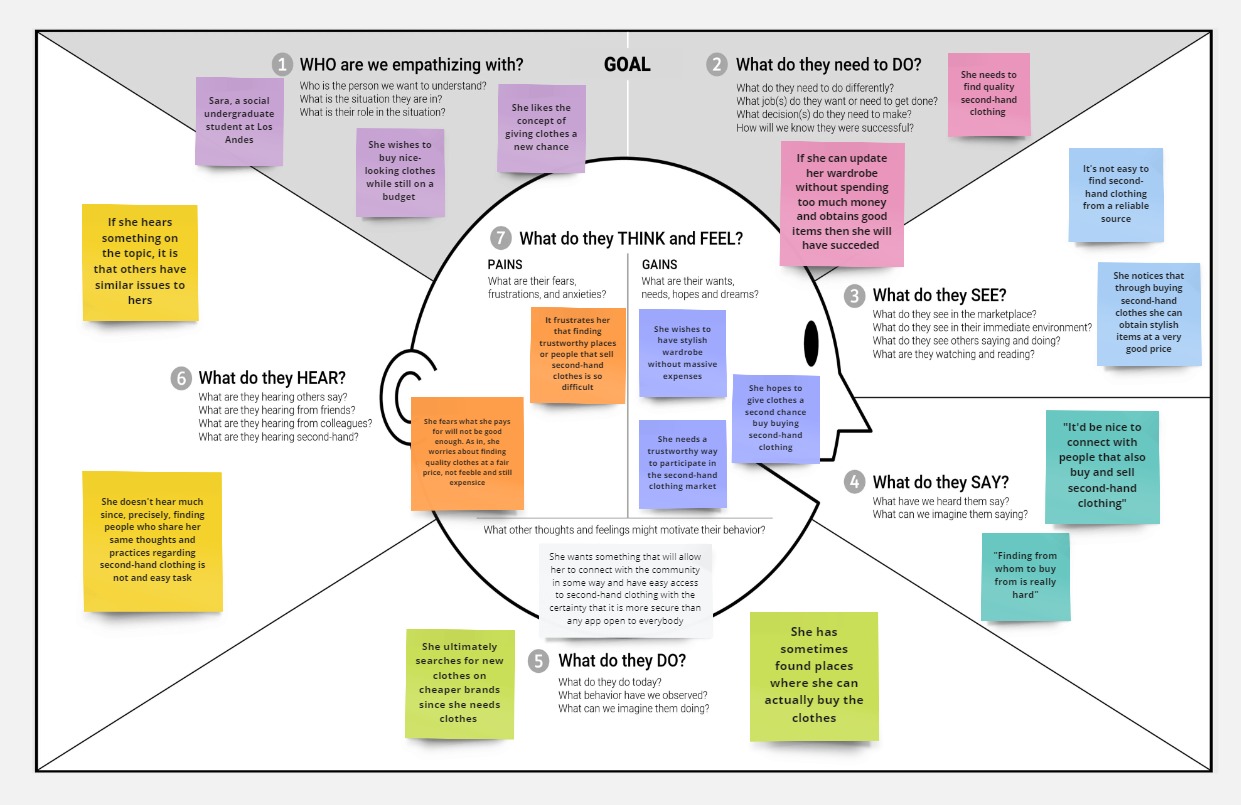 GOAL
1 WHO are we empathizing with?
Who is the person we want to understand?
What is the situation they are in?
What is their role in the situation?
Sara, a social
undergraduate
student at Los
Andes
She wishes to
buy nice-
looking clothes
while still on a
budget
She likes the
concept of
giving clothes a
new chance
2 What do they need to DO?
What do they need to do differently?
What job(s) do they want or need to get done?
What decision(s) do they need to make?
How will we know they were successful?
She needs to
find quality
second-hand
clothing
If she can update
her wardrobe
without spending
too much money
and obtains good
items then she will
have succeded
It's not easy to
find second-
hand clothing
from a reliable
source
3 What do they SEE?
What do they see in the marketplace?
What do they see in their immediate environment?
What do they see others saying and doing?
What are they watching and reading?
She notices that
through buying
second-hand
clothes she can
obtain stylish
items at a very
good price
4 What do they SAY?
What have we heard them say?
What can we imagine them saying?
"It'd be nice to
connect with
people that also
buy and sell
second-hand
clothing"
"Finding from
whom to buy
from is really
hard"
5 What do they DO?
What do they do today?
What behavior have we observed?
What can we imagine them doing?
She ultimately
searches for new
clothes on
cheaper brands
since she needs
clothes
She has
sometimes
found places
where she can
actually buy the
clothes
6 What do they HEAR?
What are they hearing others say?
What are they hearing from friends?
What are they hearing from colleagues?
What are they hearing second-hand?
If she hears
something on
the topic, it is
that others have
similar issues to
hers
She doesn't hear much
since, precisely, finding
people who share her
same thoughts and
practices regarding
second-hand clothing is
not and easy task
7 What do they THINK and FEEL?
PAINS
What are their fears,
frustrations, and anxieties?
It frustrates her
that finding
trustworthy places
or people that sell
second-hand
clothes is so
difficult
She fears what she pays
for will not be good
enough. As in, she
worries about finding
quality clothes at a fair
price, not feeble and still
expensice
GAINS
What are their wants,
needs, hopes and dreams?
She wishes to
have stylish
wardrobe
without massive
expenses
She hopes to
give clothes a
second chance
buy buying
second-hand
clothing
She needs a
trustworthy way
to participate in
the second-hand
clothing market
What other thoughts and feelings might motivate their behavior?
She wants something that will allow
her to connect with the community
in some way and have easy access
to second-hand clothing with the
certainty that it is more secure than
any app open to everybody